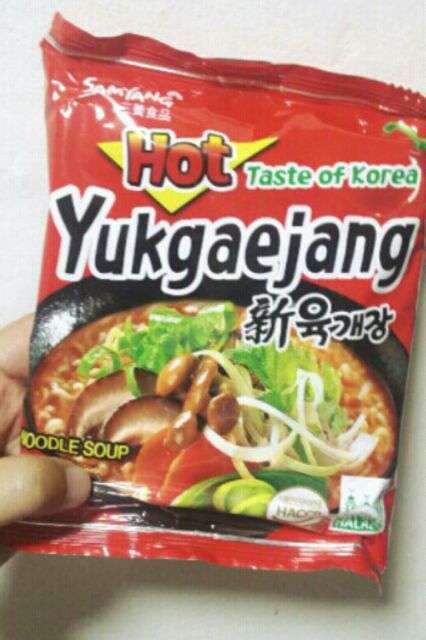 SAMYANG
三養食品
Hot
Taste of Korea
Yukgaejang
新육개장
NOODLE SOUP
HACCP
HALAL